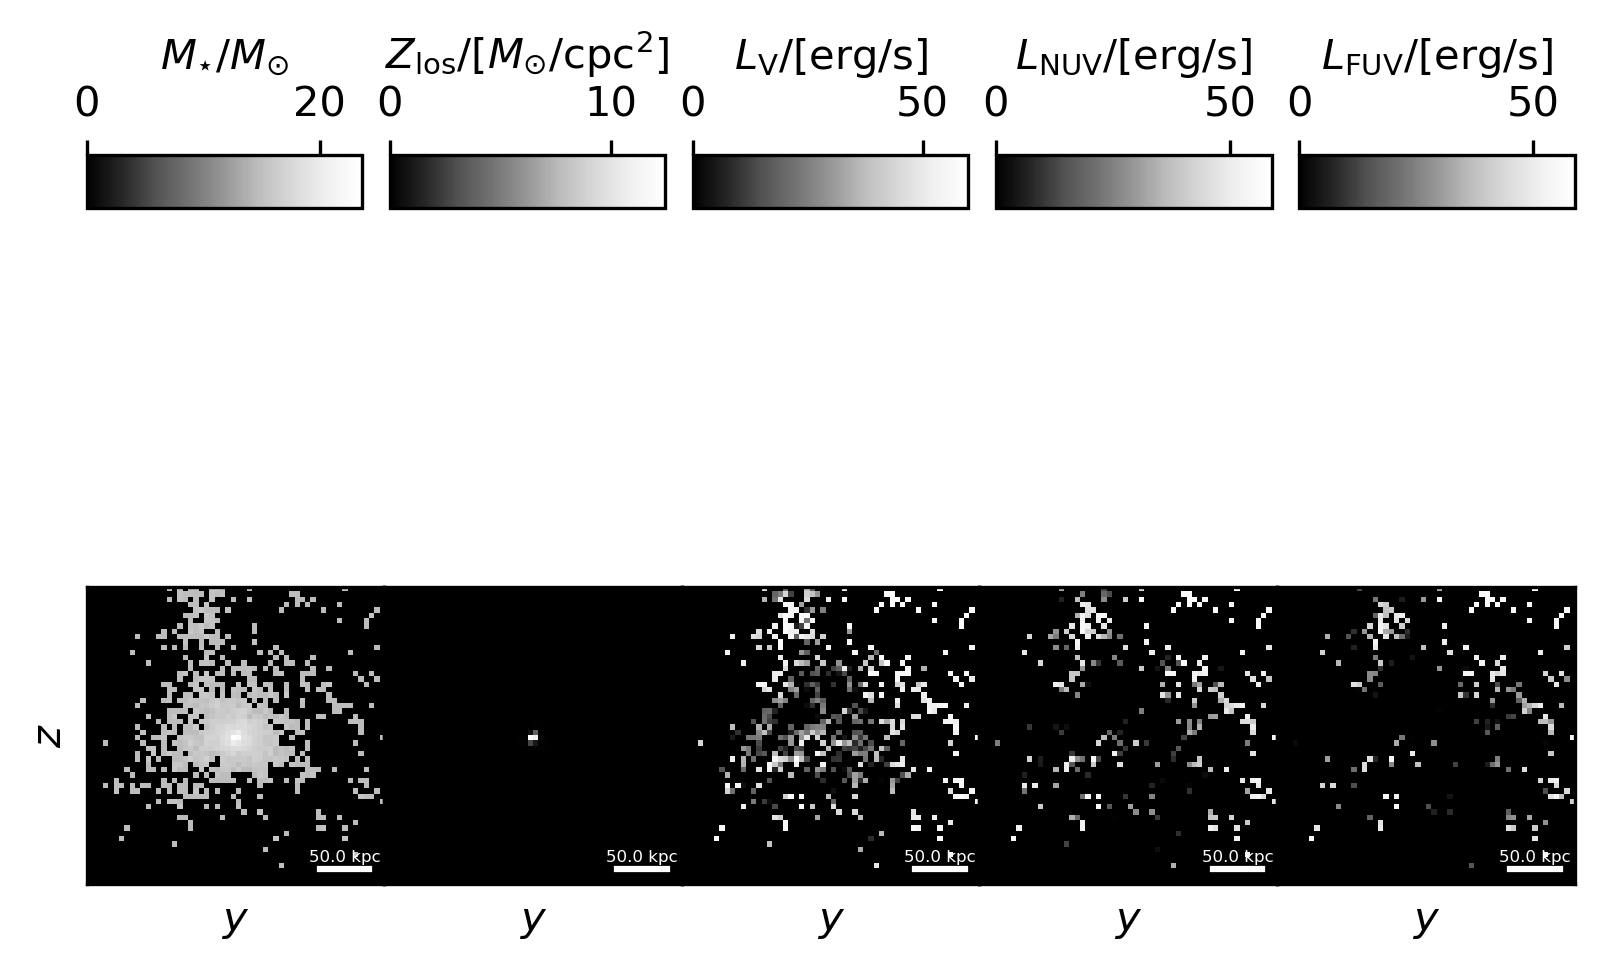 M⋆/M⊙ Z_los/[M⊙/cpc²] L_V/[erg/s] L_NUV/[erg/s] L_FUV/[erg/s]
0 20 0 10 0 50 0 50 0 50
z
50.0 kpc 50.0 kpc 50.0 kpc 50.0 kpc 50.0 kpc
y y y y y